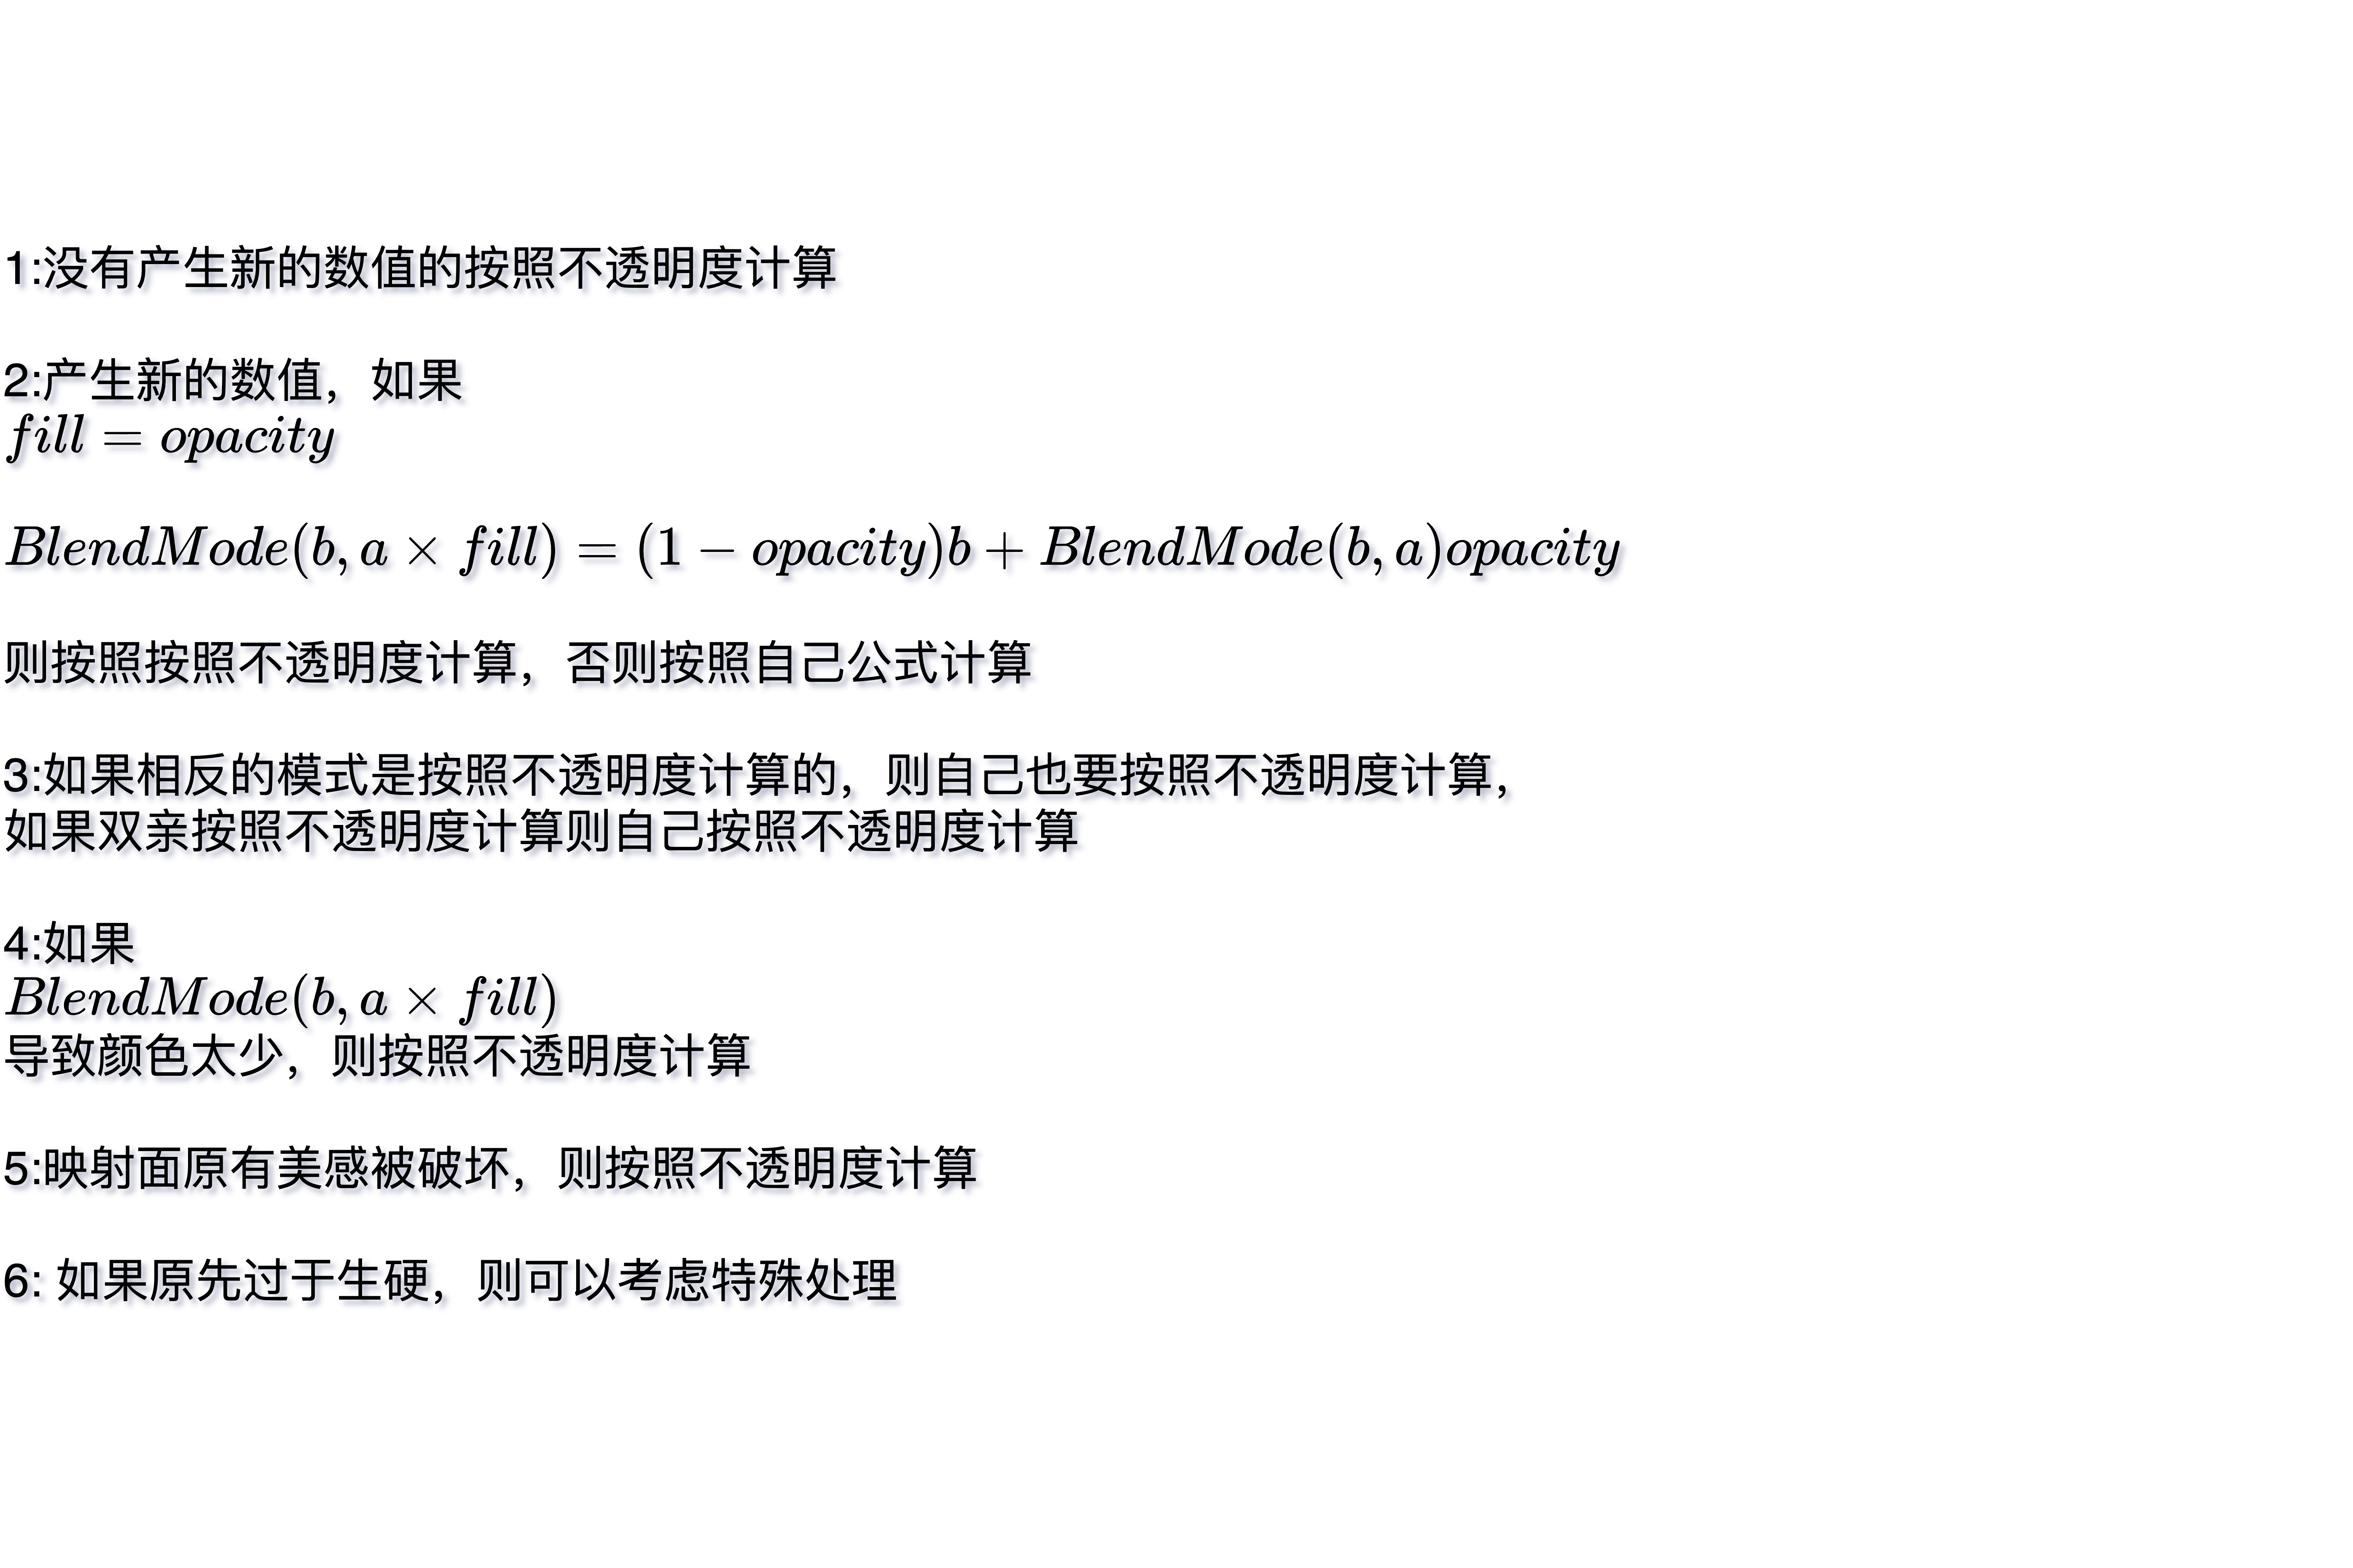 1:没有产生新的数值的按照不透明度计算
2:产生新的数值，如果
fill = opacity
BlendMode(b, a × fill) = (1 − opacity)b + BlendMode(b, a)opacity
则按照按照不透明度计算，否则按照自己公式计算
3:如果相反的模式是按照不透明度计算的，则自己也要按照不透明度计算，
如果双亲按照不透明度计算则自己按照不透明度计算
4:如果
BlendMode(b, a × fill)
导致颜色太少，则按照不透明度计算
5:映射面原有美感被破坏，则按照不透明度计算
6: 如果原先过于生硬，则可以考虑特殊处理